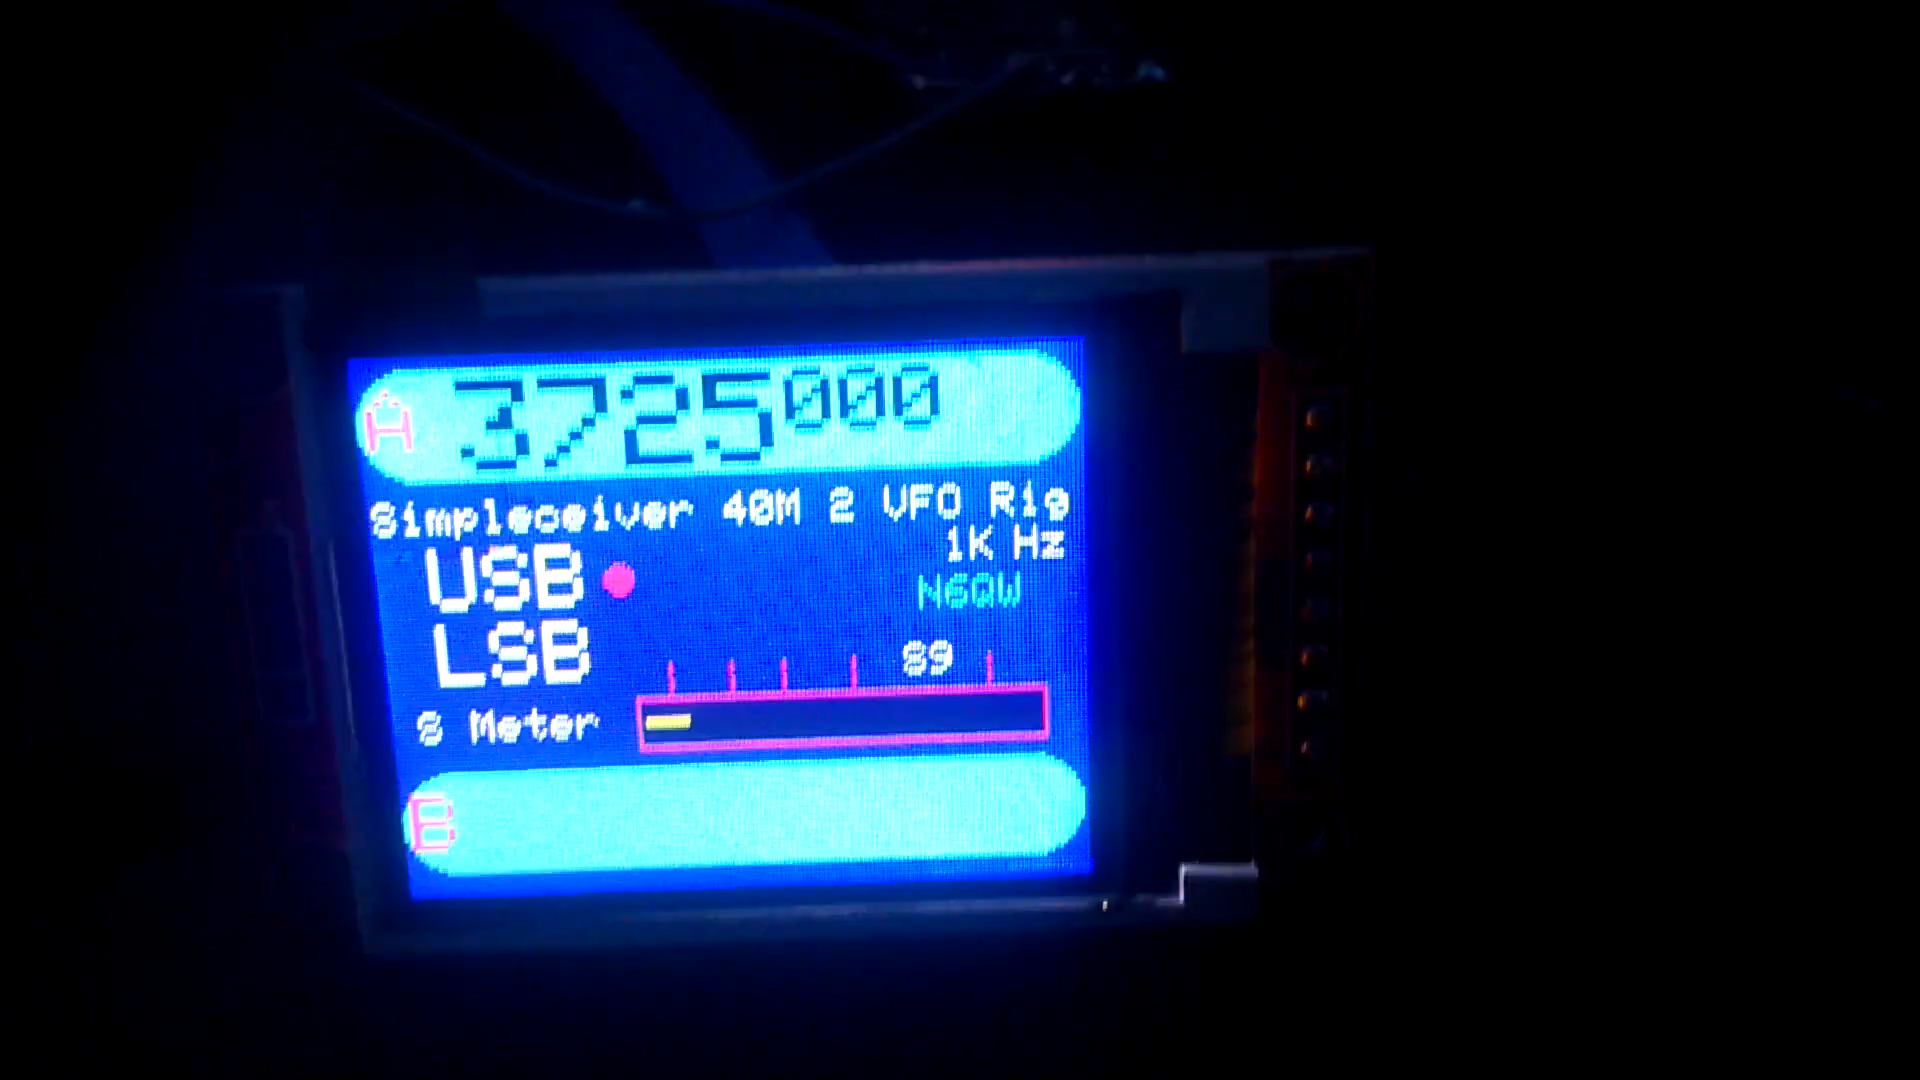 A 3725000
Simpleceiver 40M 2 VFO Rig
1K Hz
USB
N6QW
LSB
S9
S Meter
B